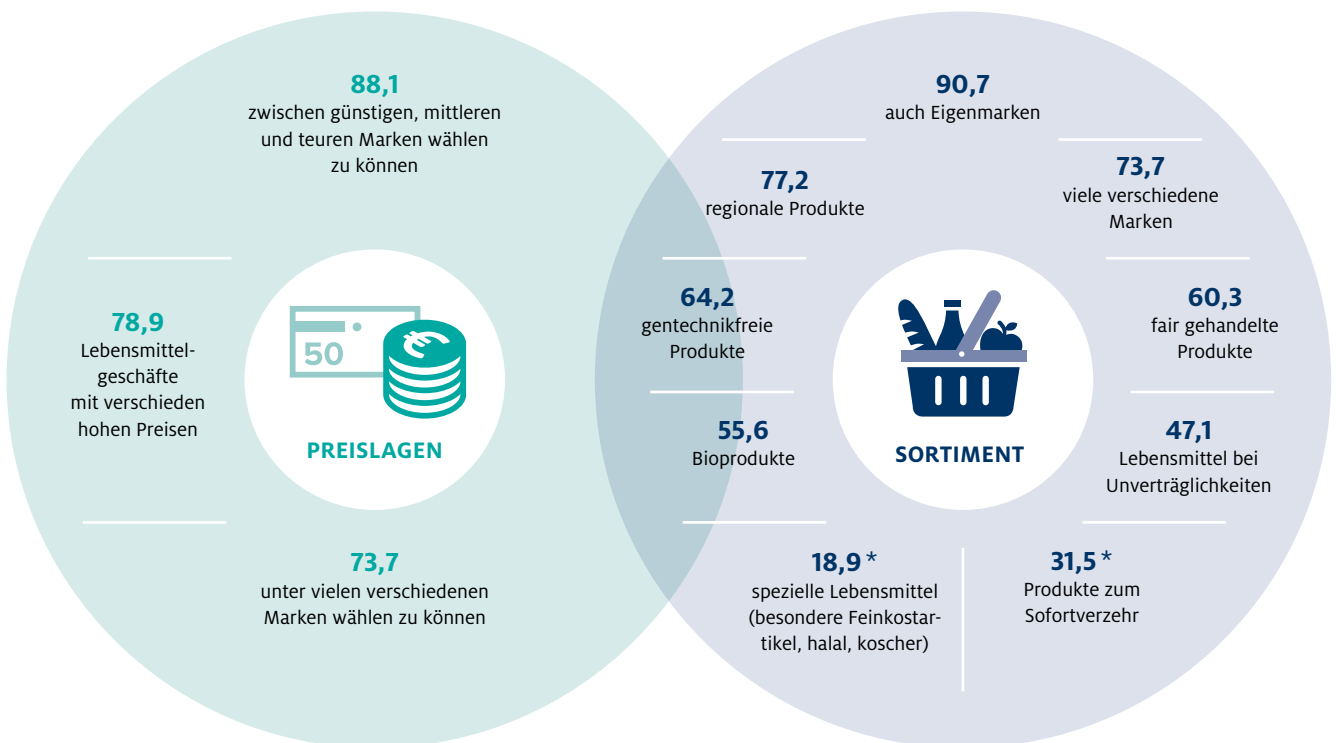 88,1
zwischen günstigen, mittleren
und teuren Marken wählen
zu können
78,9
Lebensmittel-
geschäfte
mit verschieden
hohen Preisen
50
€
PREISLAGEN
73,7
unter vielen verschiedenen
Marken wählen zu können
90,7
auch Eigenmarken
77,2
regionale Produkte
73,7
viele verschiedene
Marken
64,2
gentechnikfreie
Produkte
60,3
fair gehandelte
Produkte
SORTIMENT
55,6
Bioprodukte
47,1
Lebensmittel bei
Unverträglichkeiten
18,9 *
spezielle Lebensmittel
(besondere Feinkostar-
tikel, halal, koscher)
31,5 *
Produkte zum
Sofortverzehr